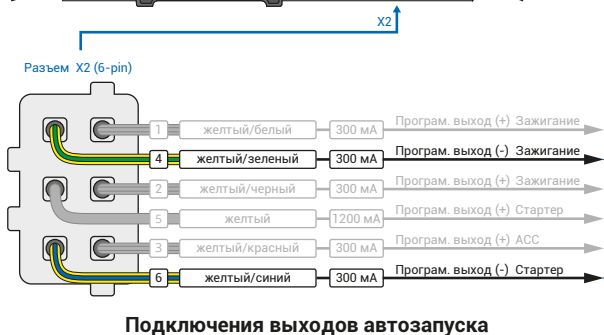 X2
Разъем X2 (6-pin)
1 желтый/белый 300 мА Програм. выход (+) Зажигание
4 желтый/зеленый 300 мА Програм. выход (-) Зажигание
2 желтый/черный 300 мА Програм. выход (+) Зажигание
5 желтый 1200 мА Програм. выход (+) Стартер
3 желтый/красный 300 мА Програм. выход (+) ACC
6 желтый/синий 300 мА Програм. выход (-) Стартер
Подключения выходов автозапуска